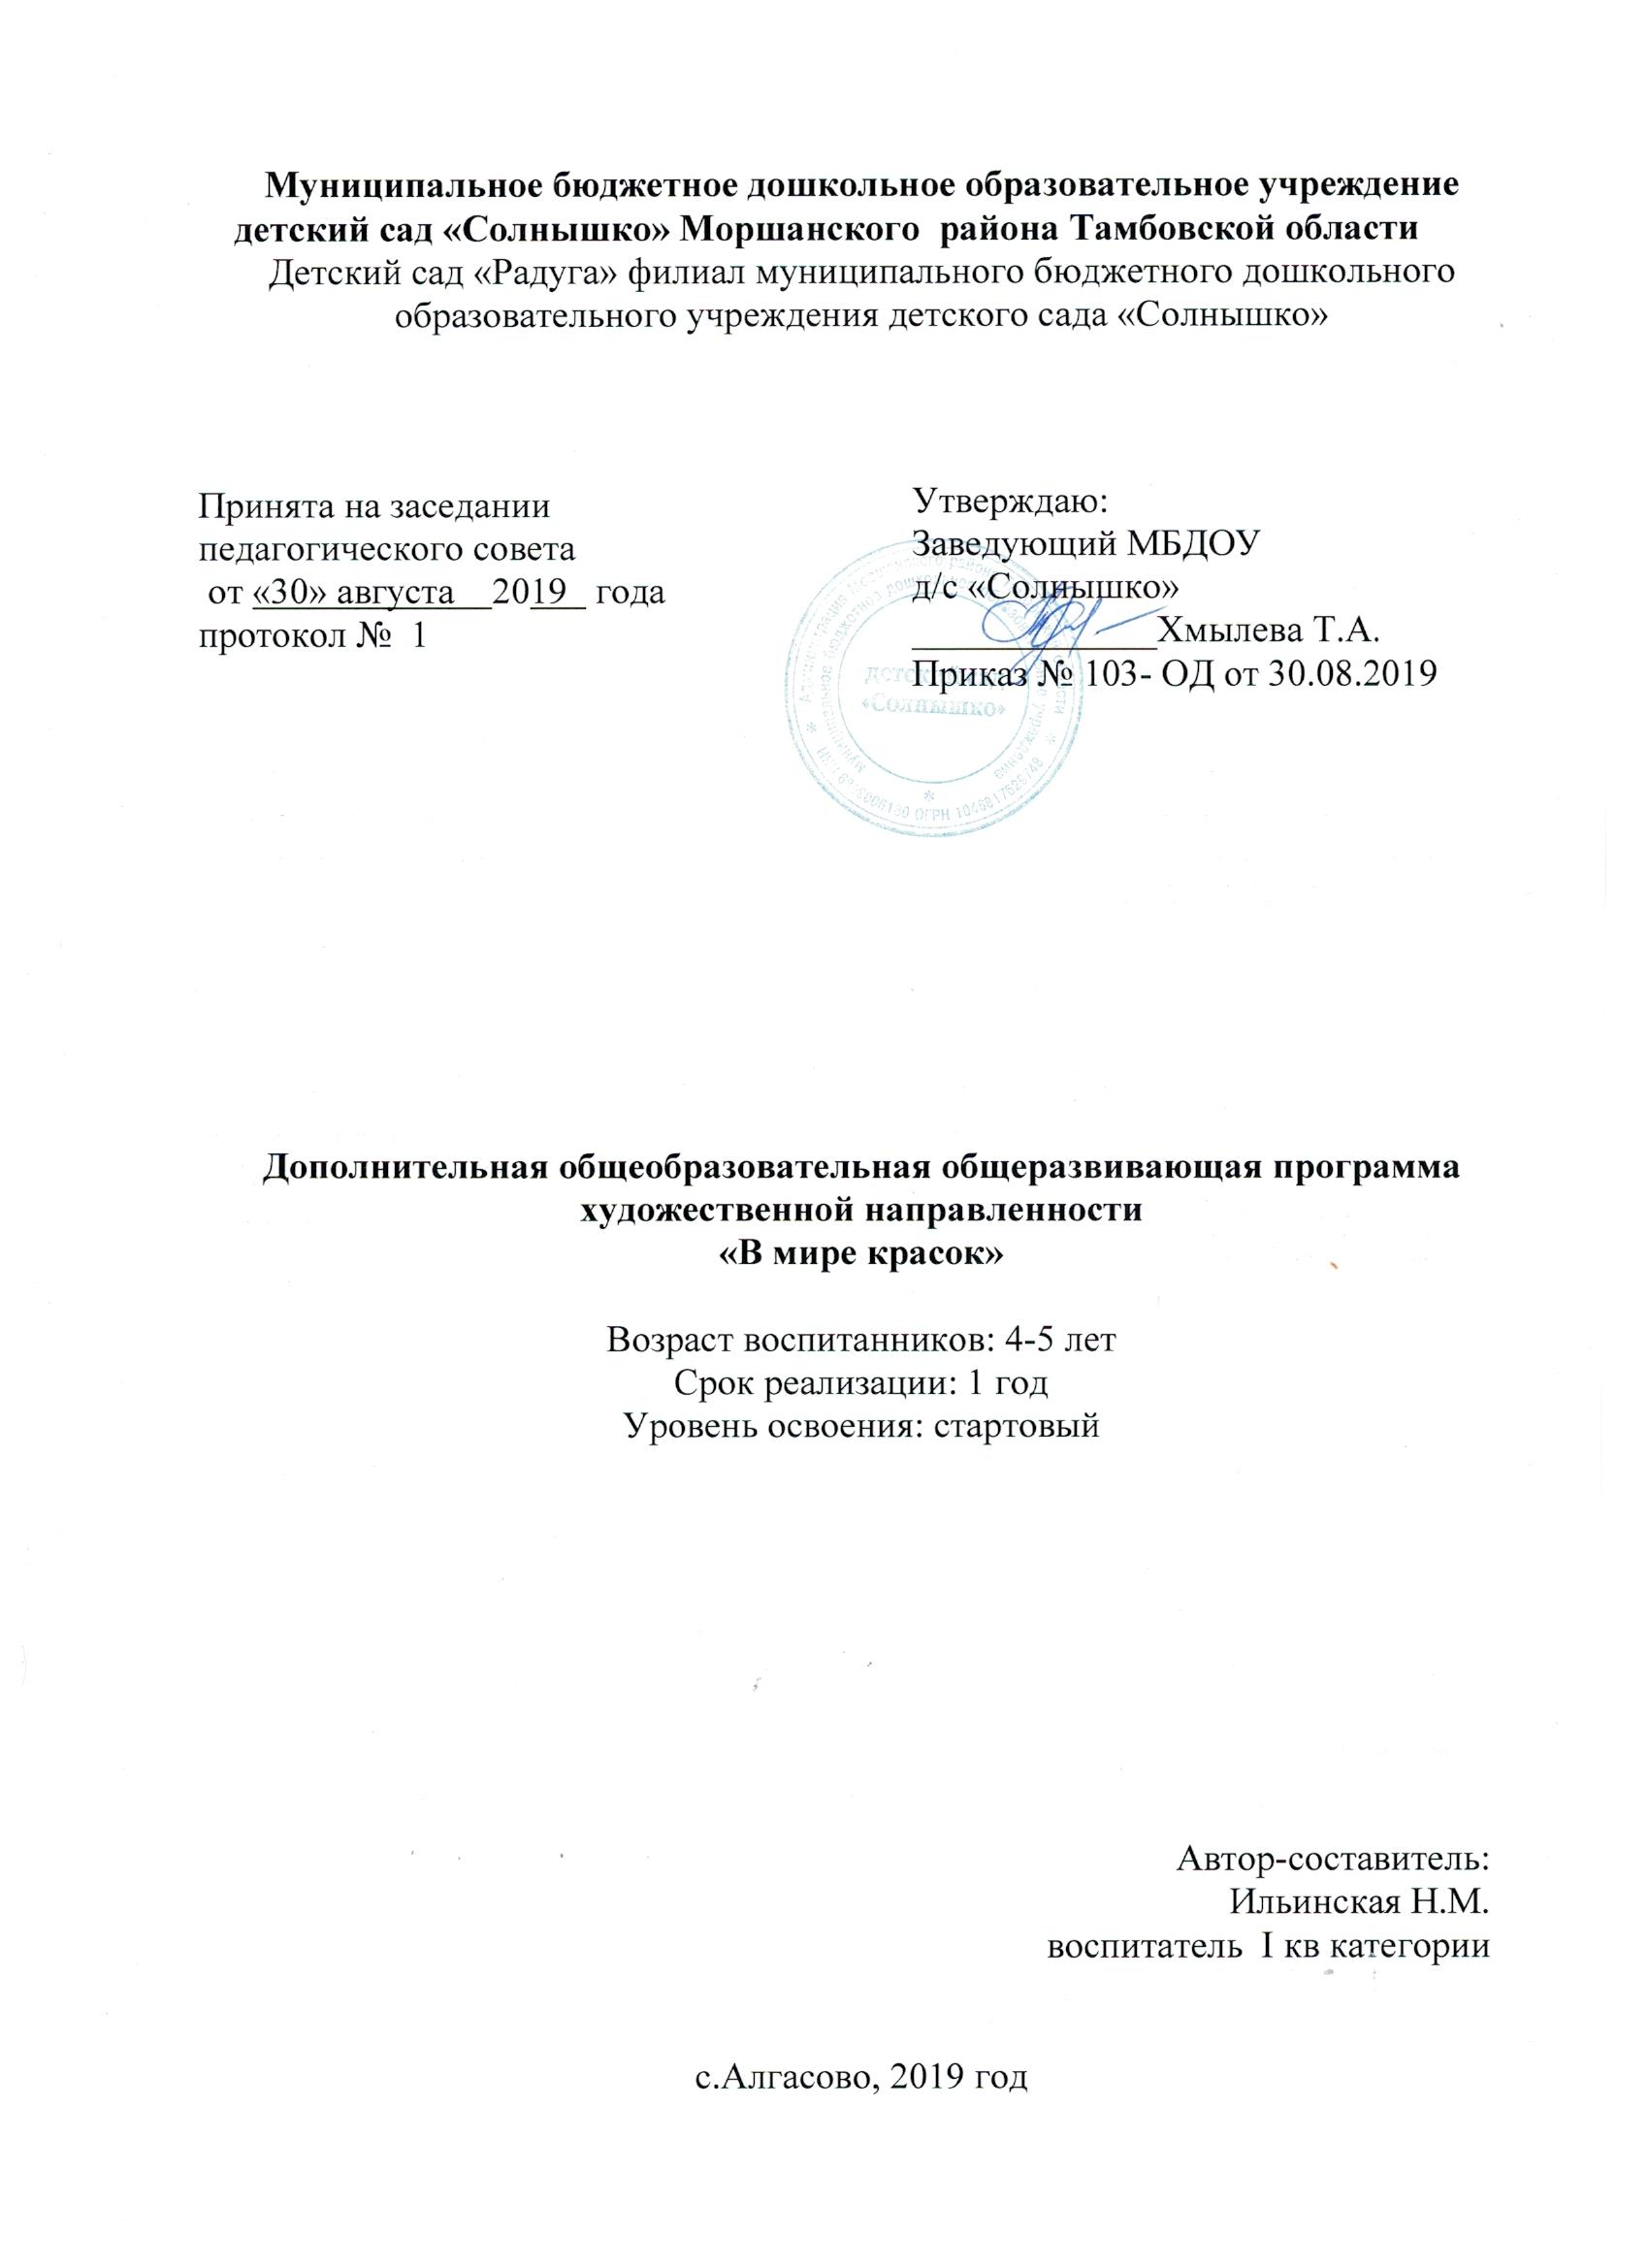 Муниципальное бюджетное дошкольное образовательное учреждение
детский сад «Солнышко» Моршанского района Тамбовской области
Детский сад «Радуга» филиал муниципального бюджетного дошкольного
образовательного учреждения детского сада «Солнышко»
Принята на заседании
педагогического совета
от «30» августа 2019 года
протокол № 1
Утверждаю:
Заведующий МБДОУ
д/с «Солнышко»
Хмылева Т.А.
Приказ № 103- ОД от 30.08.2019
«Солнышко»
Дополнительная общеобразовательная общеразвивающая программа
художественной направленности
«В мире красок»
Возраст воспитанников: 4-5 лет
Срок реализации: 1 год
Уровень освоения: стартовый
Автор-составитель:
Ильинская Н.М.
воспитатель I кв категории
с.Алгасово, 2019 год